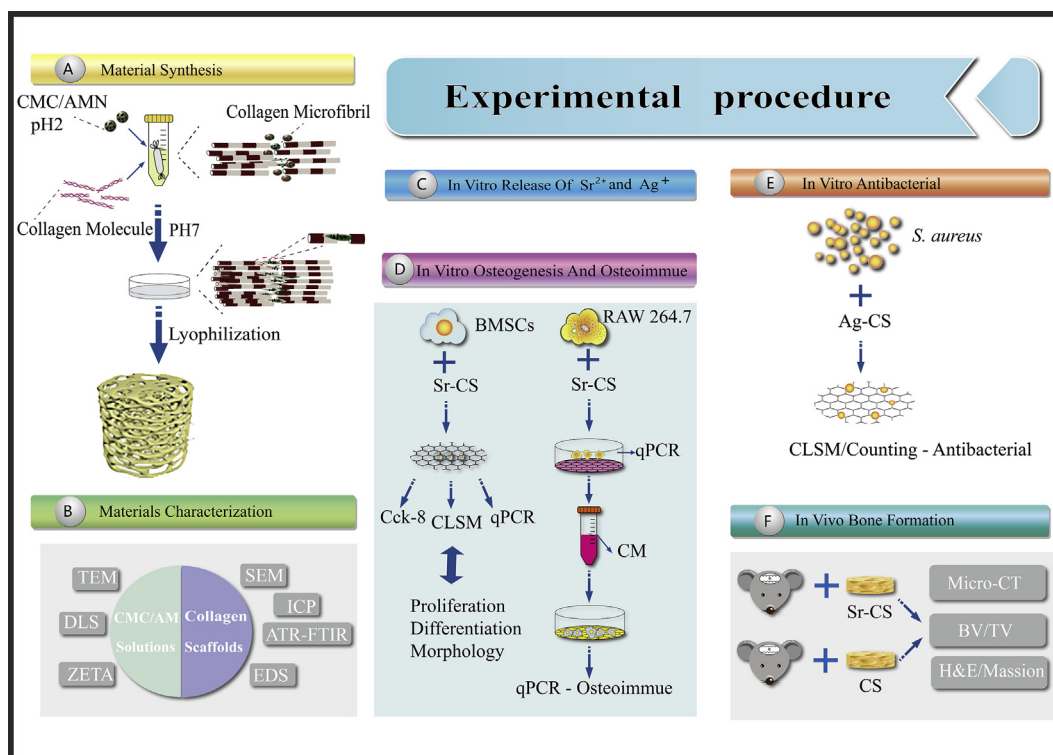 Experimental procedure
A Material Synthesis
CMC/AMN
pH2
Collagen Microfibril
Collagen Molecule
PH7
Lyophilization
B Materials Characterization
TEM
DLS
ZETA
CMC/AM
Solutions
Collagen
Scaffolds
SEM
ICP
ATR-FTIR
EDS
C In Vitro Release Of Sr²⁺ and Ag⁺
D In Vitro Osteogenesis And Osteoimmue
BMSCs
Sr-CS
Cck-8 CLSM qPCR
Proliferation
Differentiation
Morphology
RAW 264.7
Sr-CS
qPCR
CM
qPCR - Osteoimmue
E In Vitro Antibacterial
S. aureus
Ag-CS
CLSM/Counting - Antibacterial
F In Vivo Bone Formation
Sr-CS
CS
Micro-CT
BV/TV
H&E/Massion